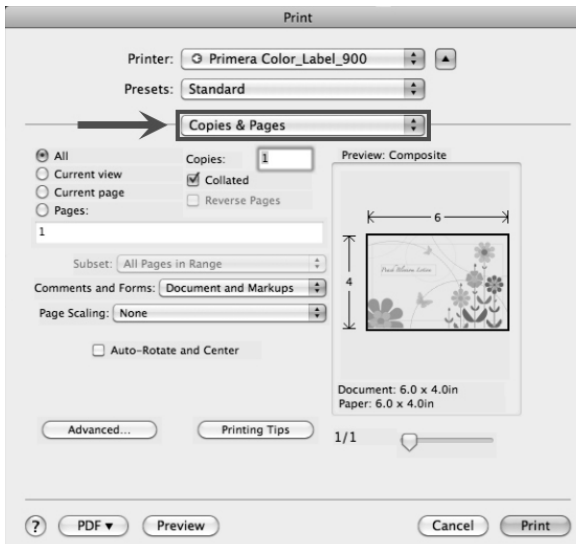 Print
Printer: Primera Color_Label_900
Presets: Standard
Copies & Pages
All
Current view
Current page
Pages:
1
Copies: 1
Collated
Reverse Pages
Subset: All Pages in Range
Comments and Forms: Document and Markups
Page Scaling: None
Auto-Rotate and Center
Advanced...
Printing Tips
Preview: Composite
6
4
Document: 6.0 x 4.0in
Paper: 6.0 x 4.0in
1/1
? PDF ▾ Preview Cancel Print